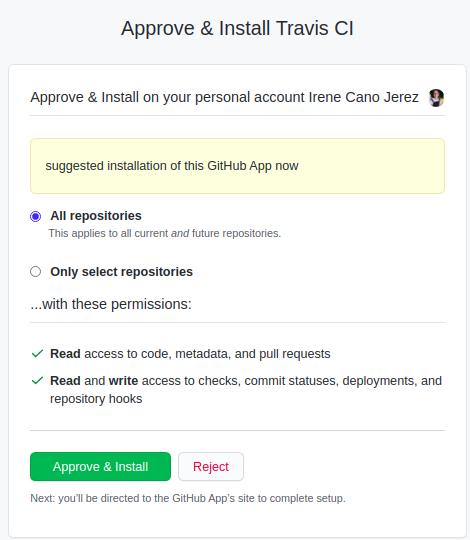 Approve & Install Travis CI
Approve & Install on your personal account Irene Cano Jerez
suggested installation of this GitHub App now
All repositories
This applies to all current and future repositories.
Only select repositories
...with these permissions:
Read access to code, metadata, and pull requests
Read and write access to checks, commit statuses, deployments, and
repository hooks
Approve & Install
Reject
Next: you'll be directed to the GitHub App's site to complete setup.